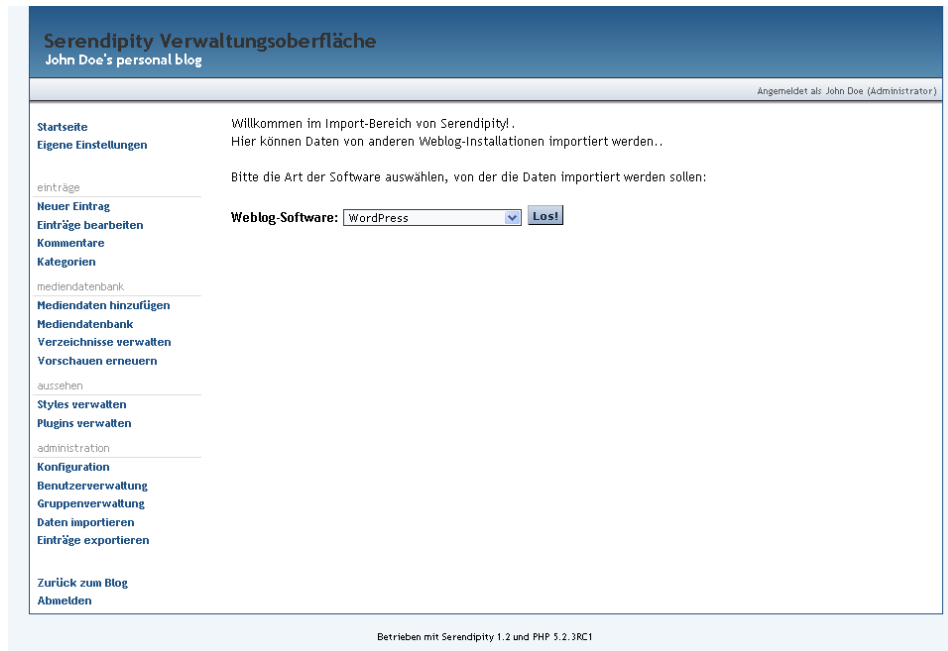 Serendipity Verwaltungsoberfläche
John Doe's personal blog
Angemeldet als John Doe (Administrator)
Startseite
Eigene Einstellungen
einträge
Neuer Eintrag
Einträge bearbeiten
Kommentare
Kategorien
mediendatenbank
Mediendaten hinzufügen
Mediendatenbank
Verzeichnisse verwalten
Vorschauen erneuern
aussehen
Styles verwalten
Plugins verwalten
administration
Konfiguration
Benutzerverwaltung
Gruppenverwaltung
Daten importieren
Einträge exportieren
Zurück zum Blog
Abmelden
Willkommen im Import-Bereich von Serendipity! .
Hier können Daten von anderen Weblog-Installationen importiert werden..
Bitte die Art der Software auswählen, von der die Daten importiert werden sollen:
Weblog-Software: WordPress Los!
Betrieben mit Serendipity 1.2 und PHP 5.2.3RC1